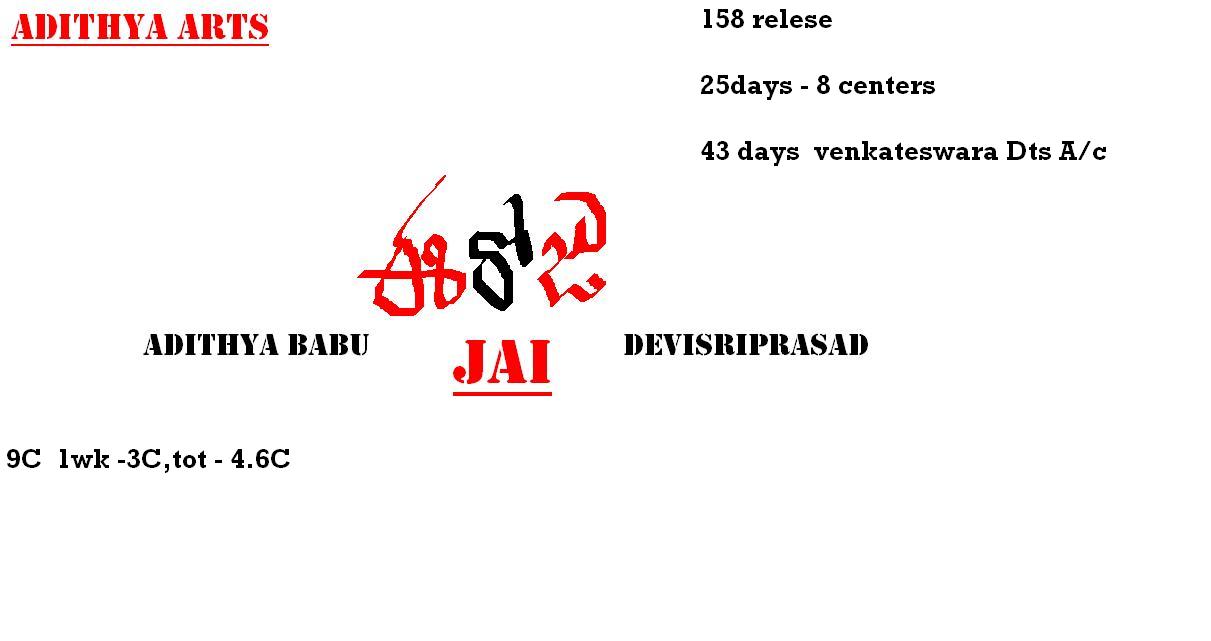 ADITHYA ARTS
158 relese
25days - 8 centers
43 days venkateswara Dts A/c
ఈ రోజు
ADITHYA BABU
JAI
DEVISRIPRASAD
9C 1wk -3C,tot - 4.6C